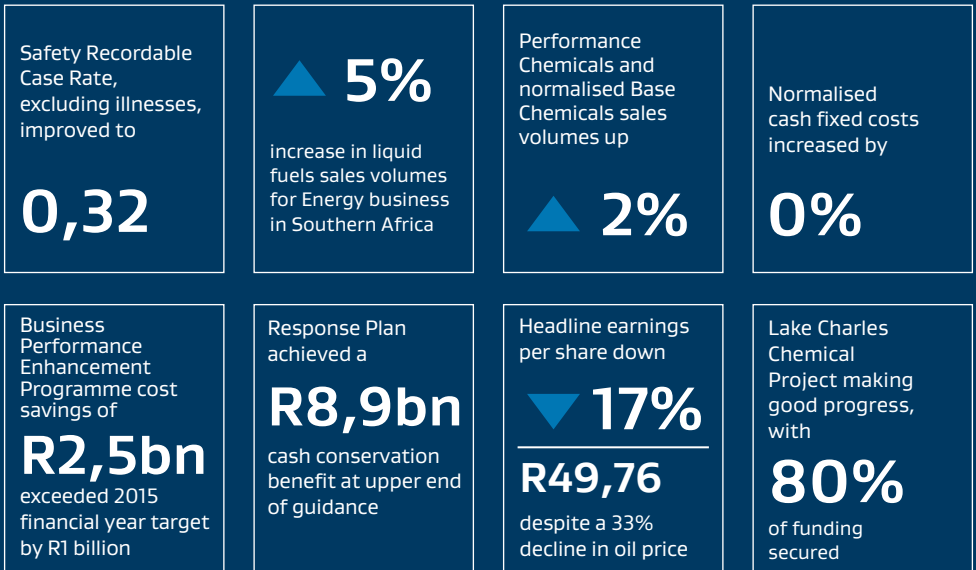 Safety Recordable
Case Rate,
excluding illnesses,
improved to
0,32
5%
increase in liquid
fuels sales volumes
for Energy business
in Southern Africa
Performance
Chemicals and
normalised Base
Chemicals sales
volumes up
2%
Normalised
cash fixed costs
increased by
0%
Business
Performance
Enhancement
Programme cost
savings of
R2,5bn
exceeded 2015
financial year target
by R1 billion
Response Plan
achieved a
R8,9bn
cash conservation
benefit at upper end
of guidance
Headline earnings
per share down
17%
R49,76
despite a 33%
decline in oil price
Lake Charles
Chemical
Project making
good progress,
with
80%
of funding
secured